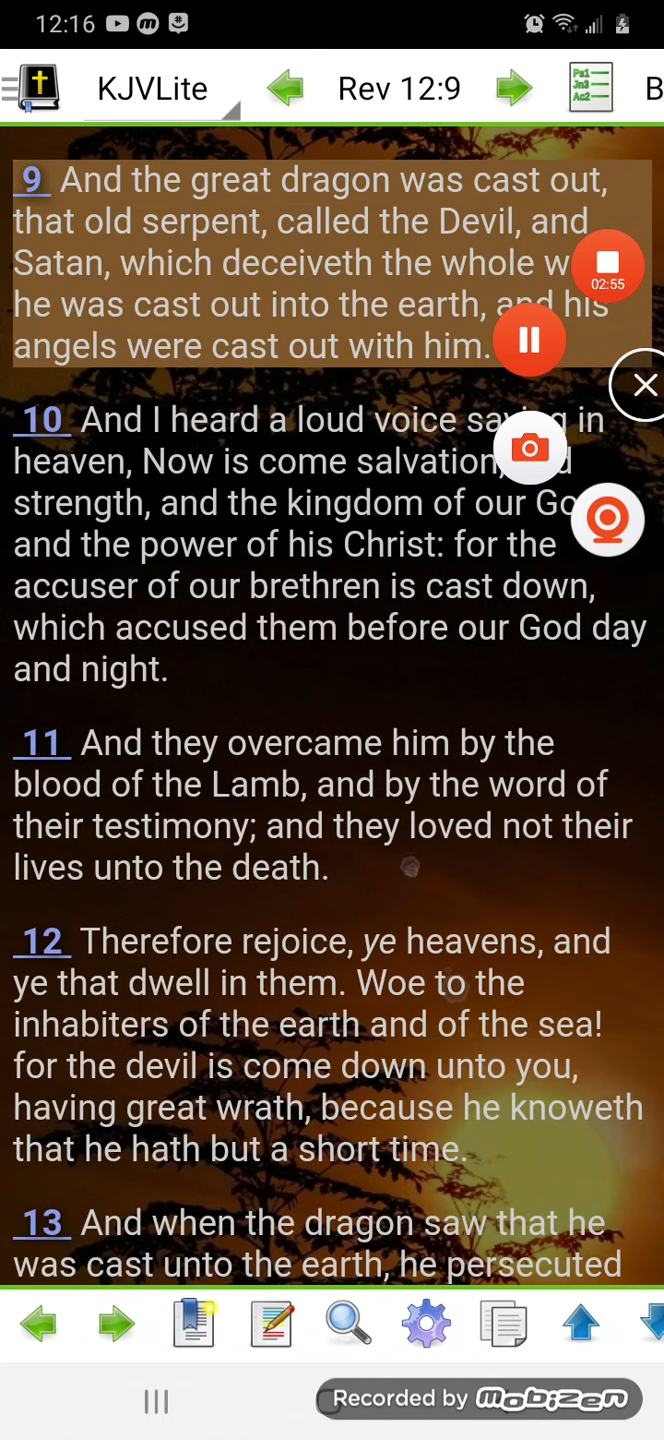 12:16
KJVLite
Rev 12:9
Ps1
Jn3
Ac2
B
9 And the great dragon was cast out,
that old serpent, called the Devil, and
Satan, which deceiveth the whole w
he was cast out into the earth, and his
angels were cast out with him.
02:55
10 And I heard a loud voice saying in
heaven, Now is come salvation,
strength, and the kingdom of our Go
and the power of his Christ: for the
accuser of our brethren is cast down,
which accused them before our God day
and night.
11 And they overcame him by the
blood of the Lamb, and by the word of
their testimony; and they loved not their
lives unto the death.
12 Therefore rejoice, ye heavens, and
ye that dwell in them. Woe to the
inhabiters of the earth and of the sea!
for the devil is come down unto you,
having great wrath, because he knoweth
that he hath but a short time.
13 And when the dragon saw that he
was cast unto the earth, he persecuted
Recorded by mobizen